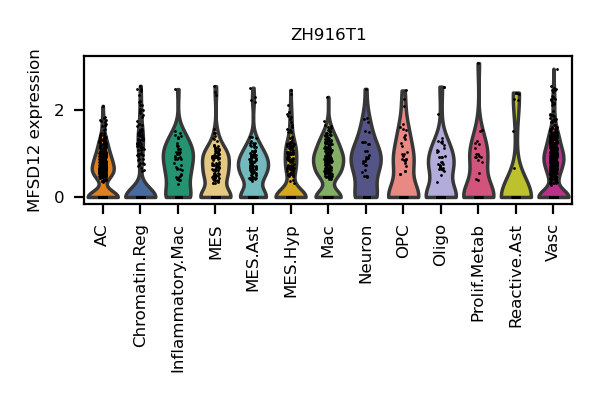 ZH916T1
MFSD12 expression
2
0
AC
Chromatin.Reg
Inflammatory.Mac
MES
MES.Ast
MES.Hyp
Mac
Neuron
OPC
Oligo
Prolif.Metab
Reactive.Ast
Vasc